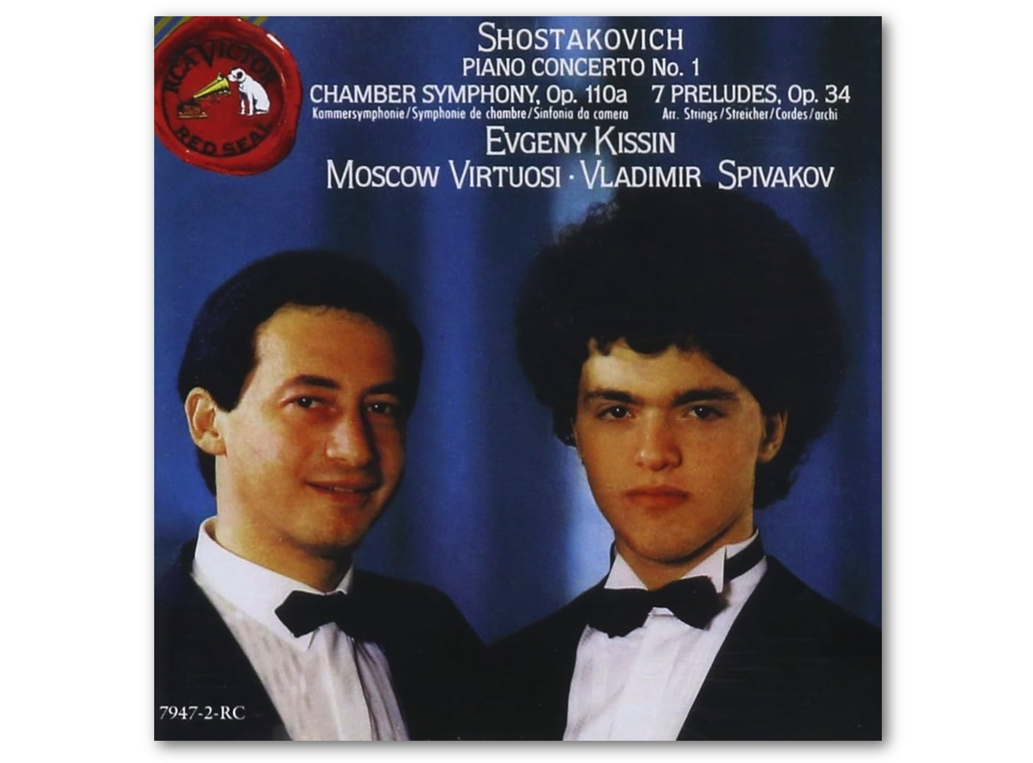 RCA VICTOR
RED SEAL
SHOSTAKOVICH
PIANO CONCERTO No. 1
CHAMBER SYMPHONY, Op. 110a 7 PRELUDES, Op. 34
Kammersymphonie/Symphonie de chambre/Sinfonia da camera Arr. Strings/Streicher/Cordes/archi
EVGENY KISSIN
MOSCOW VIRTUOSI · VLADIMIR SPIVAKOV
7947-2-RC